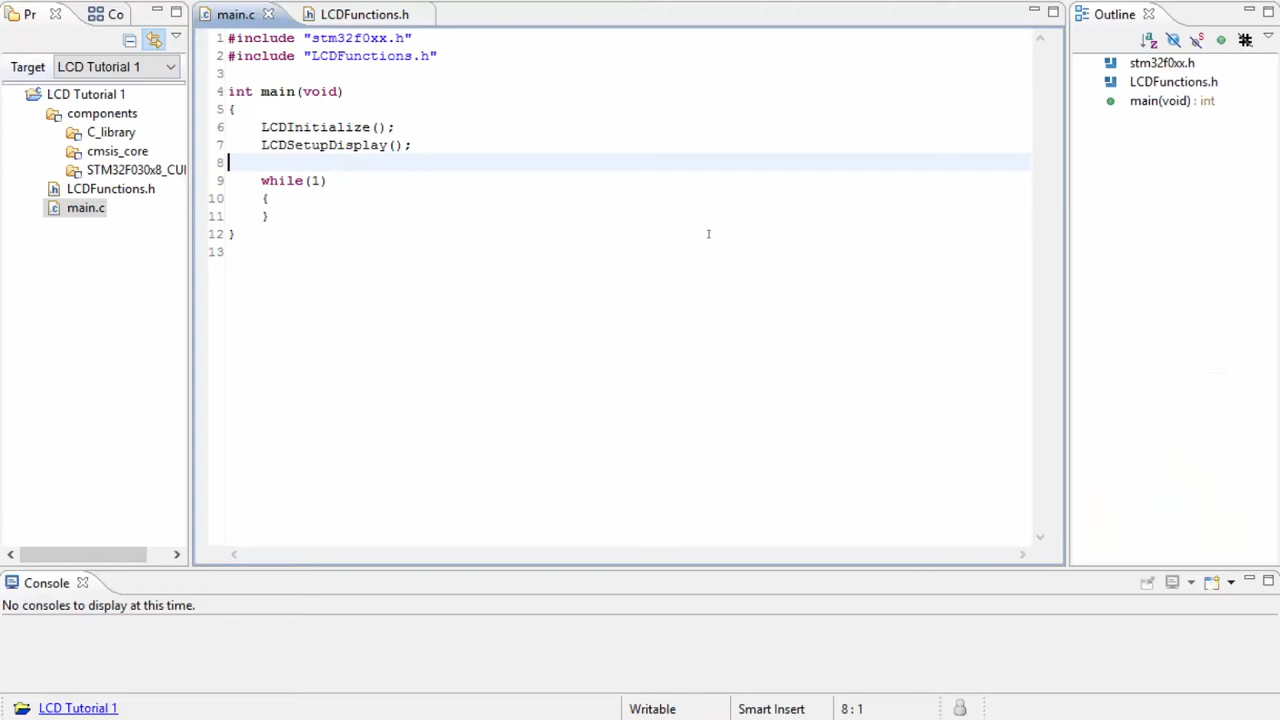 Pr
Co
main.c
LCDFunctions.h
Outline
Target
LCD Tutorial 1
LCD Tutorial 1
components
C_library
cmsis_core
STM32F030x8_CUI
LCDFunctions.h
main.c
1 #include "stm32f0xx.h"
2 #include "LCDFunctions.h"
3
4 int main(void)
5 {
6     LCDInitialize();
7     LCDSetupDisplay();
8
9     while(1)
10     {
11     }
12 }
13
stm32f0xx.h
LCDFunctions.h
main(void) : int
Console
No consoles to display at this time.
LCD Tutorial 1
Writable
Smart Insert
8 : 1